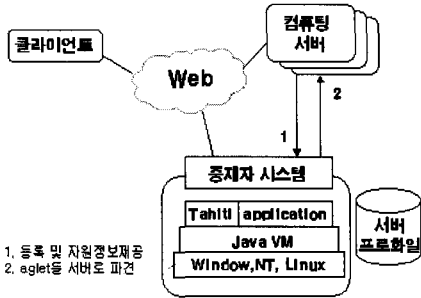 클라이언트
컴퓨팅
서버
Web
1
2
중재자 시스템
Tahiti application
Java VM
Window,NT, Linux
서버
프로화일
1, 등록 및 자원정보제공
2, aglet을 서버로 파견